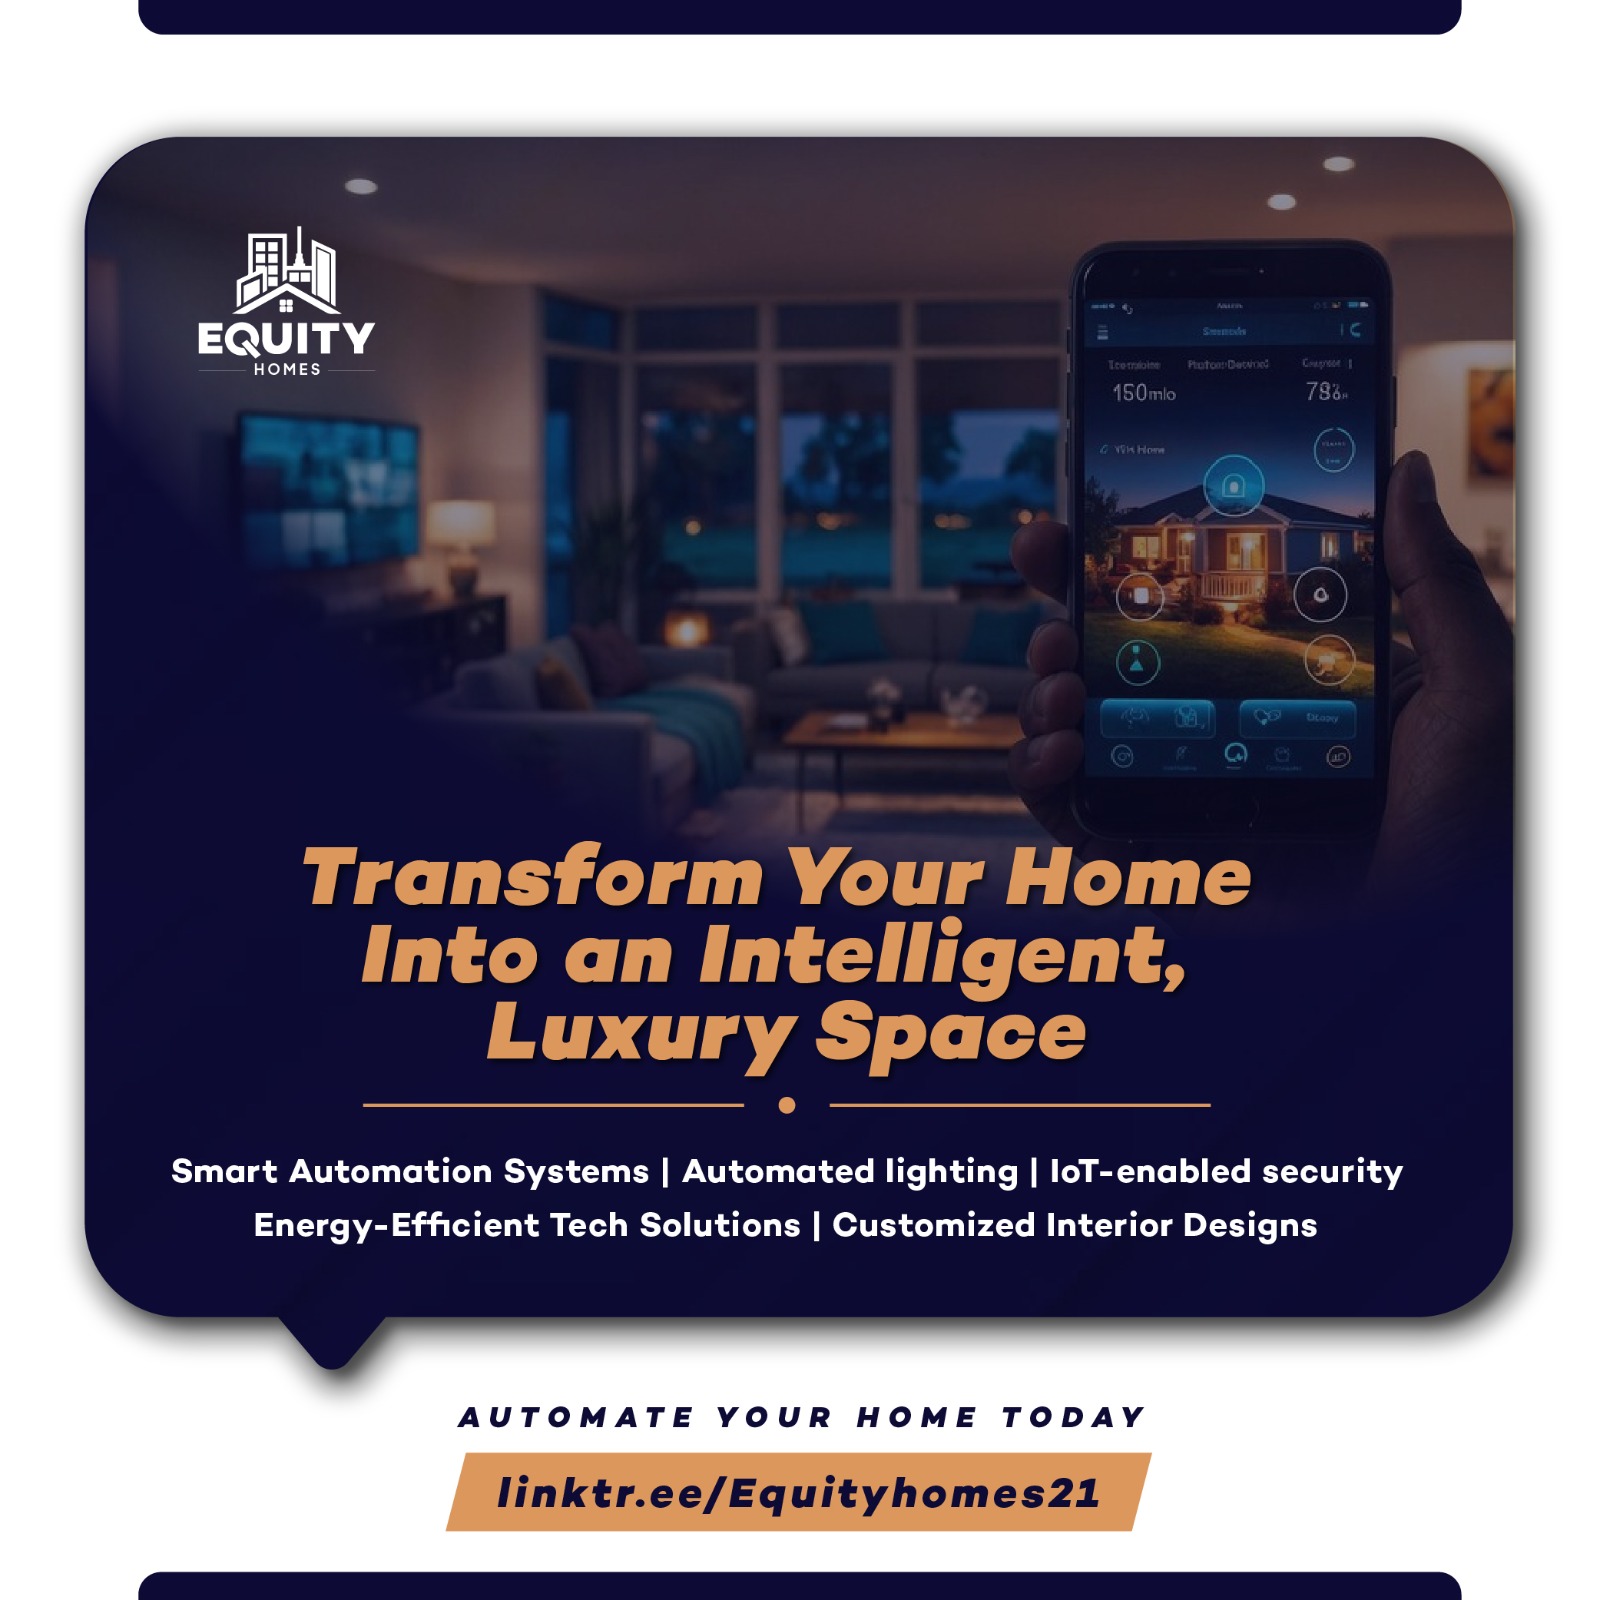 EQUITY
HOMES
150mlo
Transform Your Home
Into an Intelligent,
Luxury Space
Smart Automation Systems | Automated lighting | IoT-enabled security
Energy-Efficient Tech Solutions | Customized Interior Designs
AUTOMATE YOUR HOME TODAY
linktr.ee/Equityhomes21